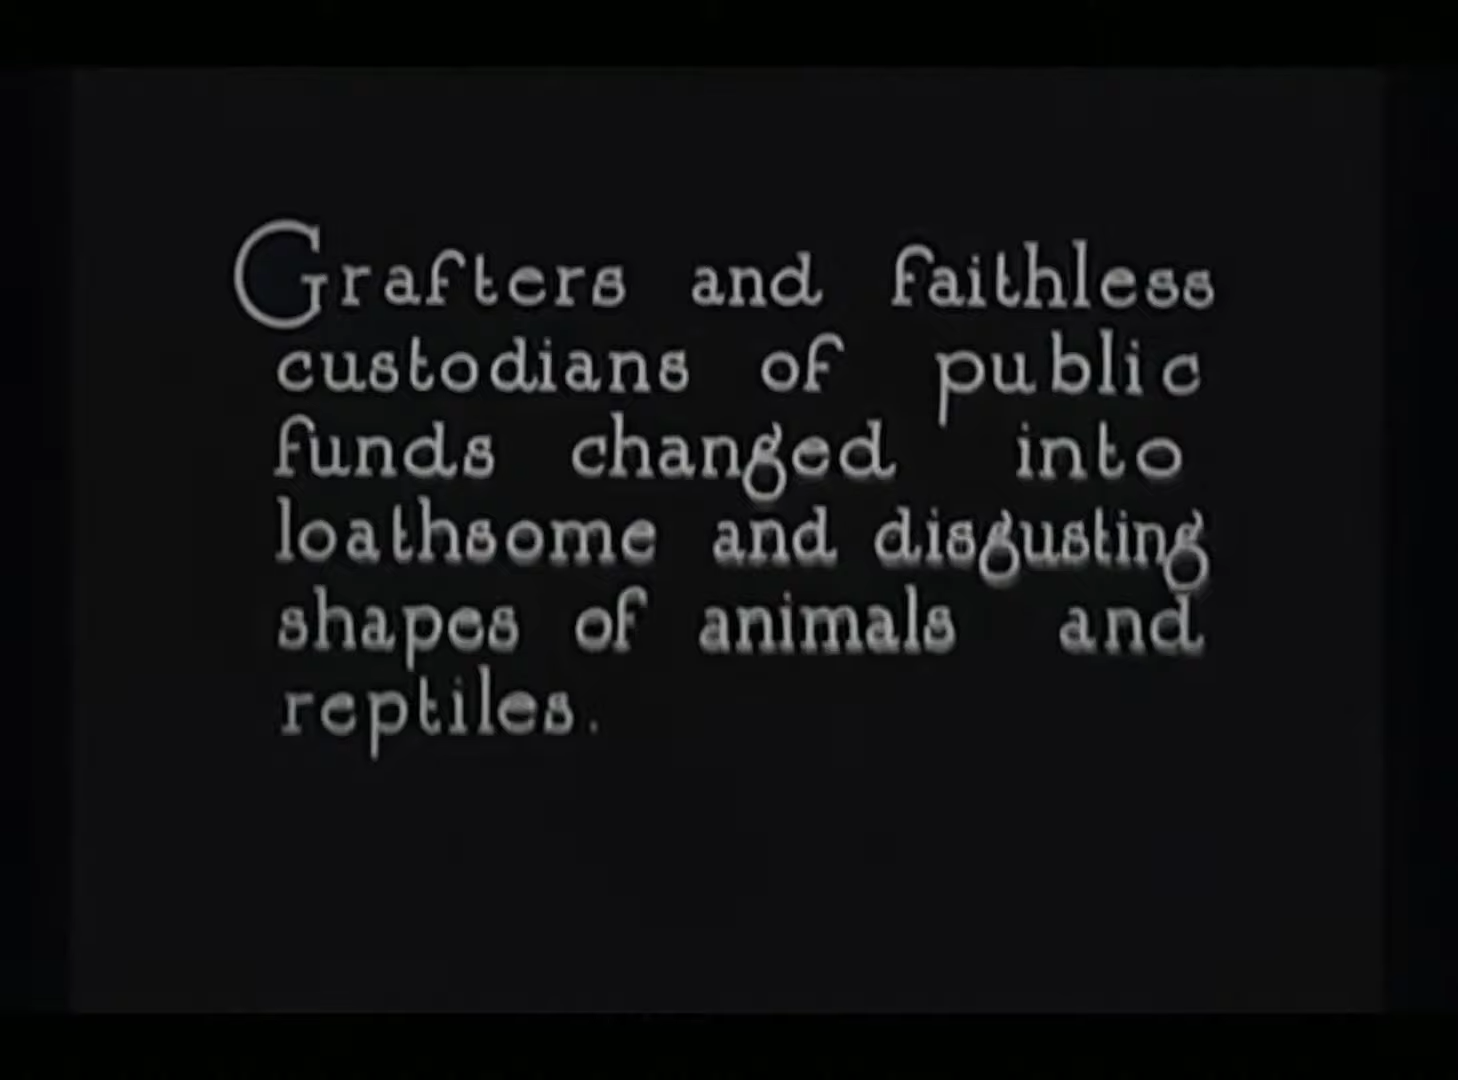 Grafters and faithless
custodians of public
funds changed into
loathsome and disgusting
shapes of animals and
reptiles.